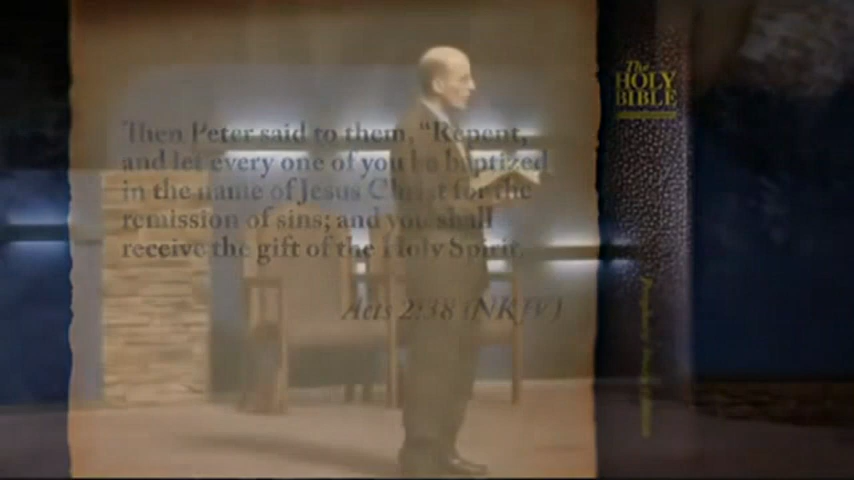 Then Peter said to them, “Repent,
and let every one of you be baptized
in the name of Jesus Christ for the
remission of sins; and you shall
receive the gift of the Holy Spirit.
Acts 2:38 (NKJV)
The
HOLY
BIBLE